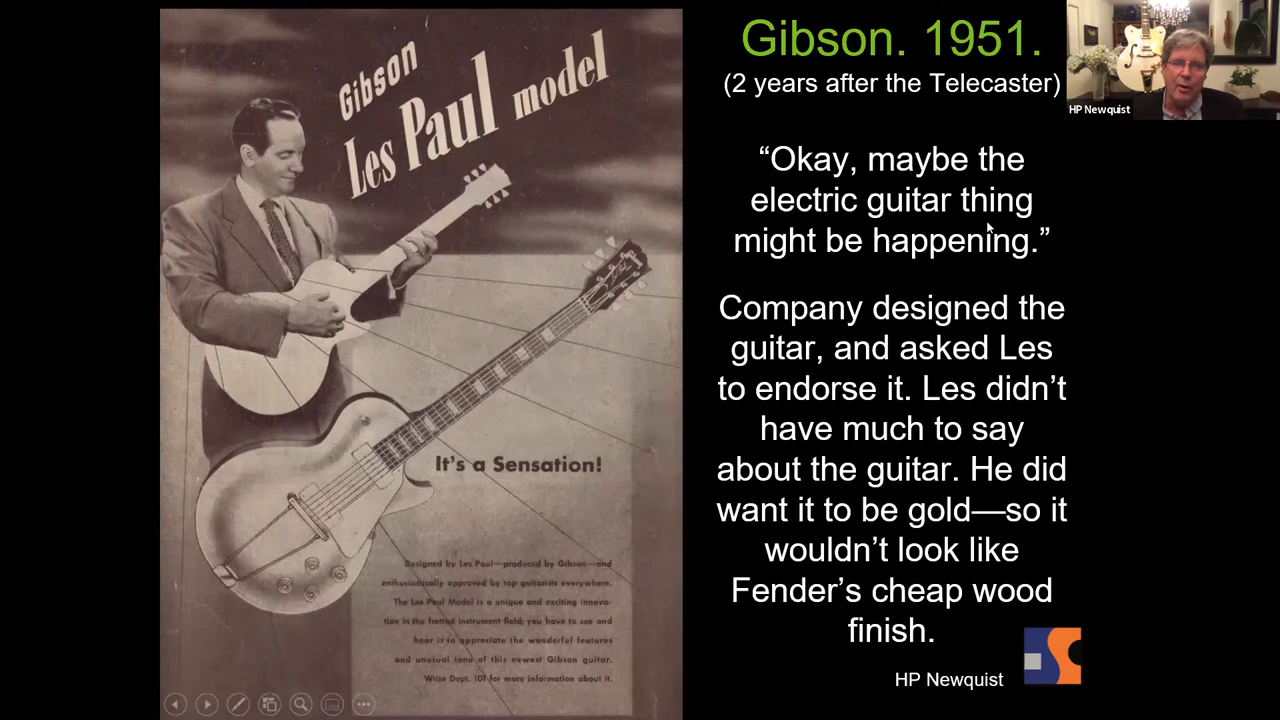 Gibson
Les Paul model
It's a Sensation!
Designed by Les Paul—produced by Gibson—and
enthusiastically approved by top guitarists everywhere.
The Les Paul Model is a unique and exciting innova-
tion in the fretted instrument field; you have to see and
hear it to appreciate the wonderful features
and unusual tone of this newest Gibson guitar.
Write Dept. 101 for more information about it.
Gibson. 1951.
(2 years after the Telecaster)
“Okay, maybe the
electric guitar thing
might be happening.”
Company designed the
guitar, and asked Les
to endorse it. Les didn’t
have much to say
about the guitar. He did
want it to be gold—so it
wouldn’t look like
Fender’s cheap wood
finish.
HP Newquist
HP Newquist